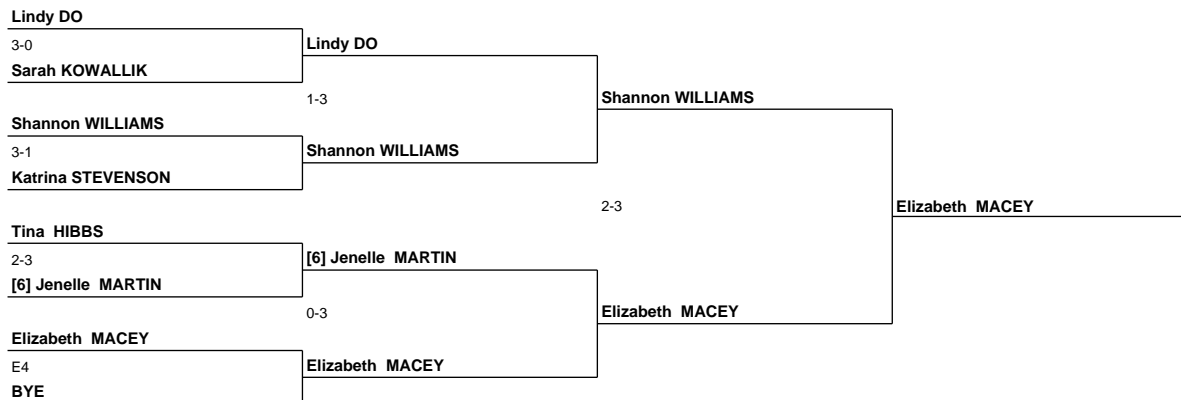 Lindy DO
3-0
Lindy DO
Sarah KOWALLIK
1-3
Shannon WILLIAMS
Shannon WILLIAMS
3-1
Shannon WILLIAMS
Katrina STEVENSON
2-3
Elizabeth MACEY
Tina HIBBS
2-3
[6] Jenelle MARTIN
[6] Jenelle MARTIN
0-3
Elizabeth MACEY
Elizabeth MACEY
E4
Elizabeth MACEY
BYE